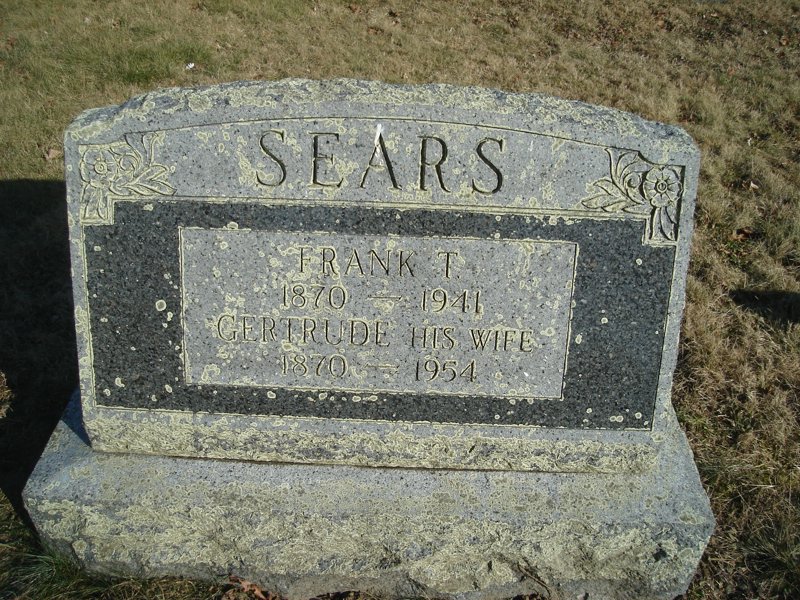 SEARS
FRANK T
1870 — 1941
GERTRUDE HIS WIFE
1870 — 1954